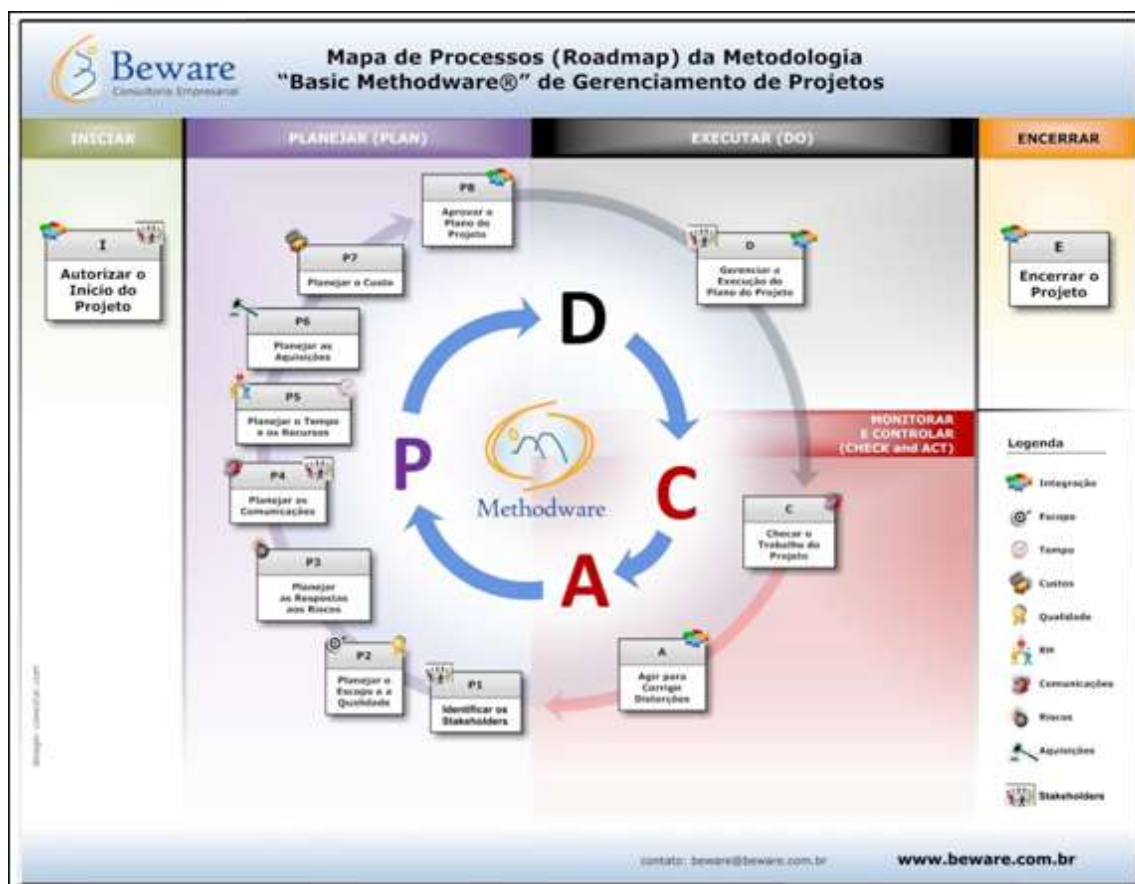 Beware
Consultoria Empresarial
Mapa de Processos (Roadmap) da Metodologia
“Basic Methodware®” de Gerenciamento de Projetos
INICIAR
PLANEJAR (PLAN)
EXECUTAR (DO)
ENCERRAR
I
Autorizar o
Início do
Projeto
P8
Aprovar o
Plano do
Projeto
P7
Planejar o Custo
P6
Planejar as
Aquisições
P5
Planejar o Tempo
e os Recursos
P4
Planejar as
Comunicações
P3
Planejar
as Respostas
aos Riscos
P2
Planejar o
Escopo e a
Qualidade
P1
Identificar os
Stakeholders
D
Gerenciar a
Execução do
Plano do Projeto
E
Encerrar o
Projeto
D
P
C
A
Methodware
MONITORAR
E CONTROLAR
(CHECK and ACT)
C
Checar o
Trabalho do
Projeto
A
Agir para
Corrigir
Distorções
Legenda
Integração
Escopo
Tempo
Custos
Qualidade
RH
Comunicações
Riscos
Aquisições
Stakeholders
contato: beware@beware.com.br
www.beware.com.br